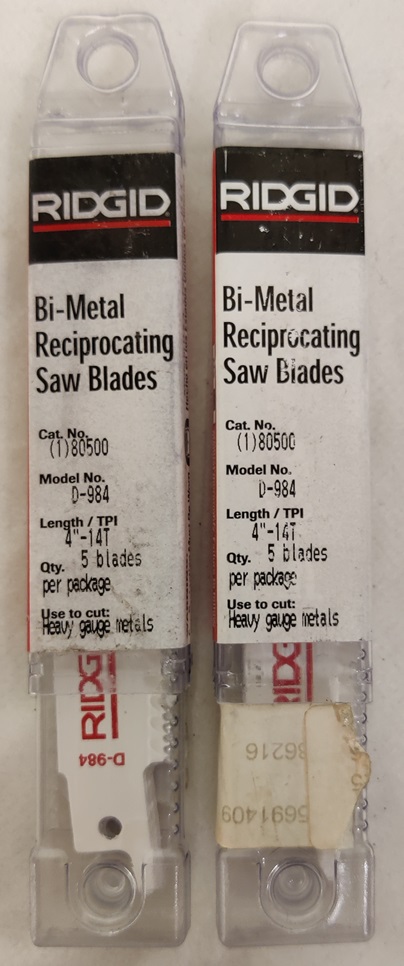 RIDGID
Bi-Metal
Reciprocating
Saw Blades
Cat. No.
(1)80500
Model No.
D-984
Length / TPI
4"-14T
Qty. 5 blades
per package
Use to cut:
Heavy gauge metals
RIDG
D-984
RIDGID
Bi-Metal
Reciprocating
Saw Blades
Cat. No.
(1)80500
Model No.
D-984
Length / TPI
4"-14T
Qty. 5 blades
per package
Use to cut:
Heavy gauge metals
RIDG
36216
5691409